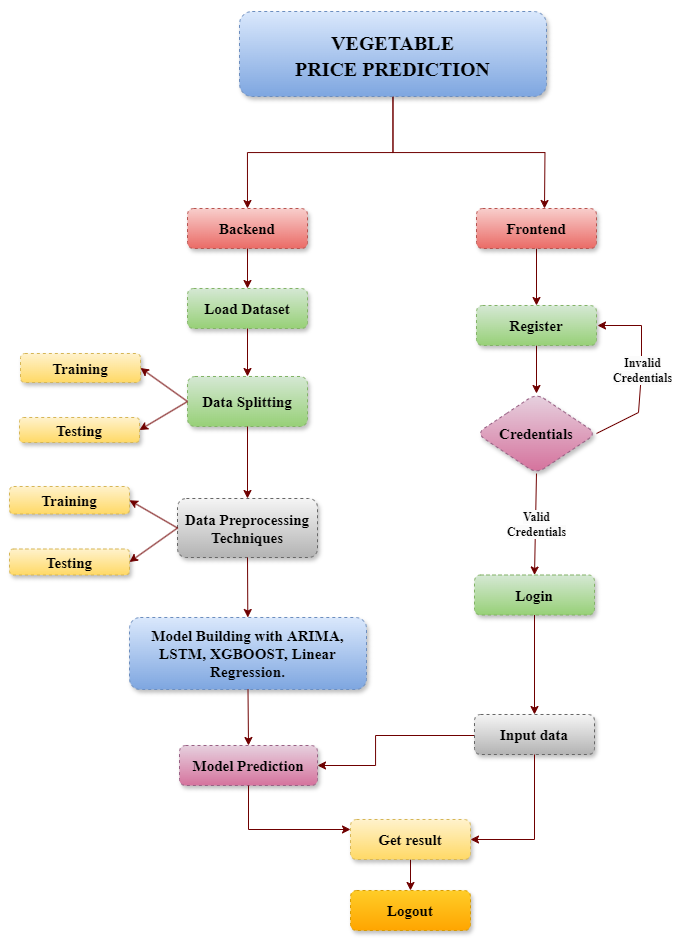 VEGETABLE
PRICE PREDICTION
Backend
Frontend
Load Dataset
Register
Invalid
Credentials
Training
Data Splitting
Testing
Credentials
Training
Data Preprocessing
Techniques
Testing
Valid
Credentials
Login
Model Building with ARIMA,
LSTM, XGBOOST, Linear
Regression.
Input data
Model Prediction
Get result
Logout